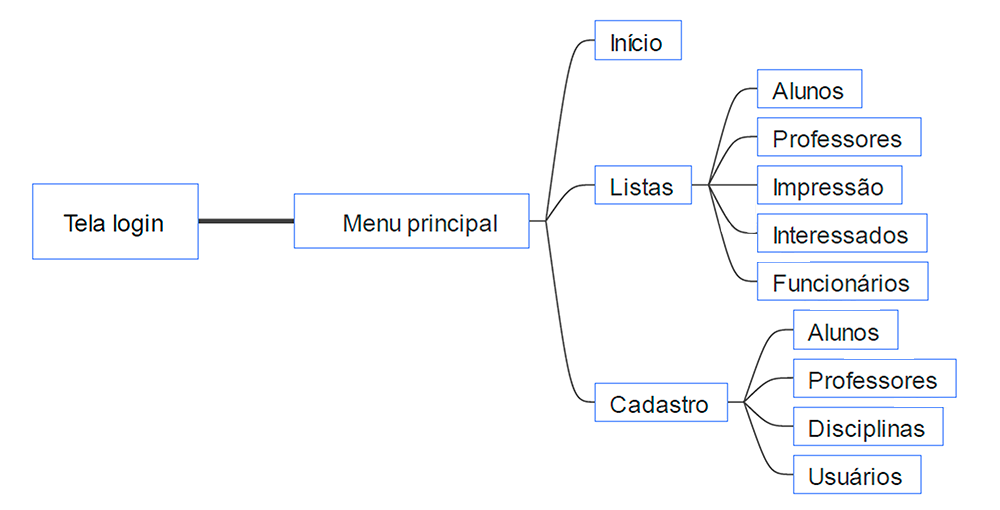 Tela login
Menu principal
Início
Listas
Alunos
Professores
Impressão
Interessados
Funcionários
Cadastro
Alunos
Professores
Disciplinas
Usuários